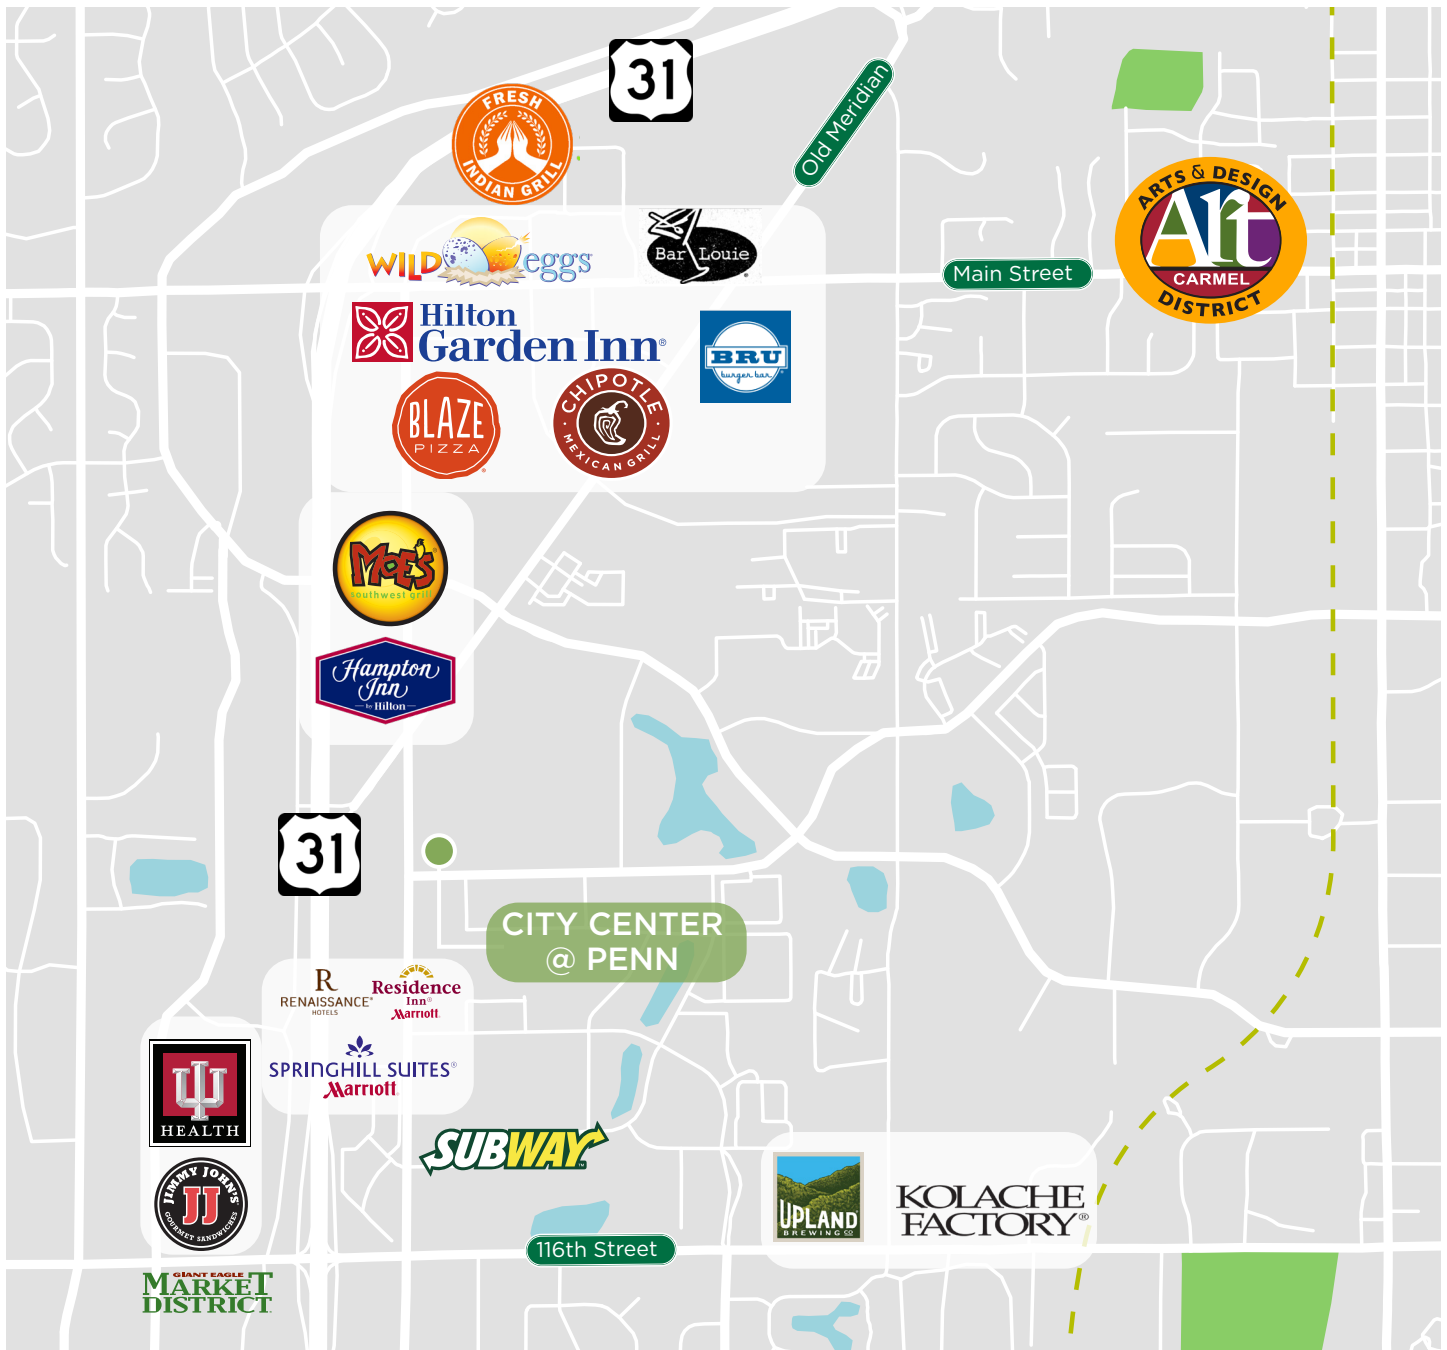 31
Old Meridian
FRESH
INDIAN GRILL
ARTS & DESIGN
Art
CARMEL
DISTRICT
WILD eggs
Bar Louie
Main Street
Hilton
Garden Inn®
BRU
burger bar
BLAZE
PIZZA
CHIPOTLE
MEXICAN GRILL
MOE'S
southwest grill
Hampton
Inn
by Hilton
31
CITY CENTER
@ PENN
R
RENAISSANCE®
HOTELS
Residence
Inn®
Marriott
SPRINGHILL SUITES®
Marriott
IU
HEALTH
SUBWAY
JIMMY JOHN'S
JJ
GOURMET SANDWICHES
UPLAND
BREWING CO
KOLACHE
FACTORY®
116th Street
GIANT EAGLE
MARKET
DISTRICT